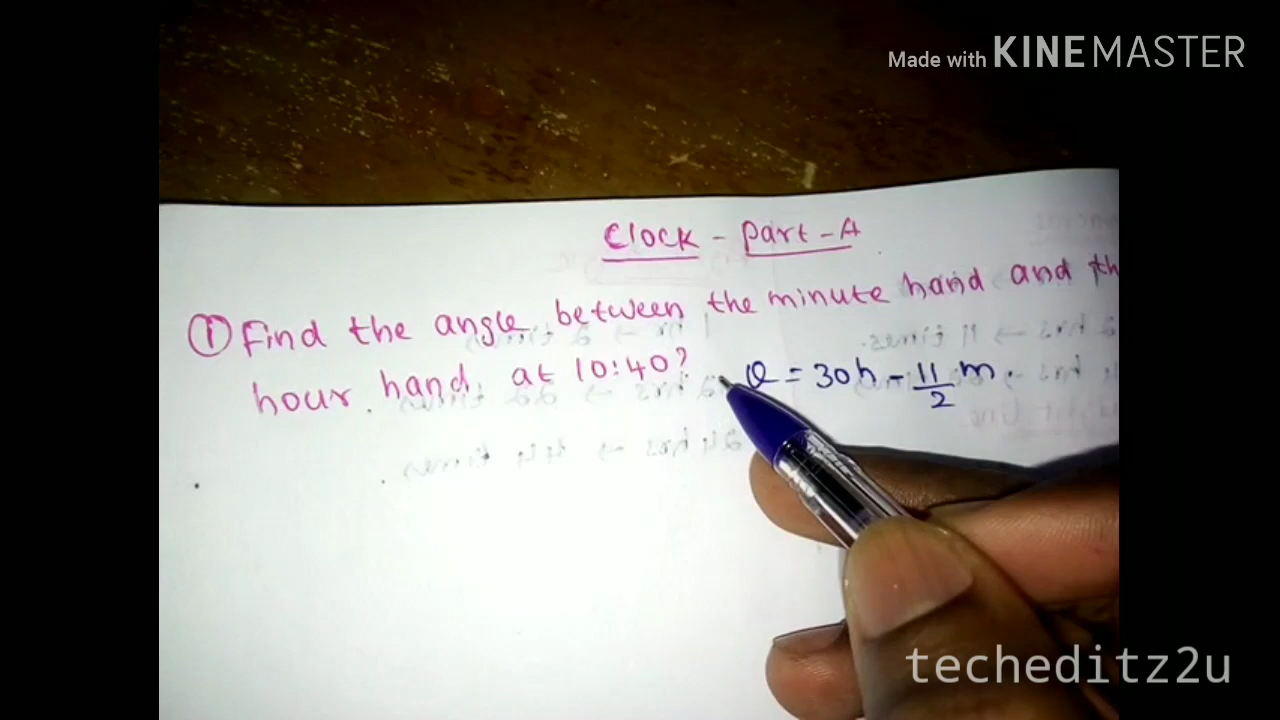 Made with KINEMASTER
Clock - Part-A
① Find the angle between the minute hand and th
hour hand at 10:40?
θ = 30h - 11/2 m.
techeditz2u